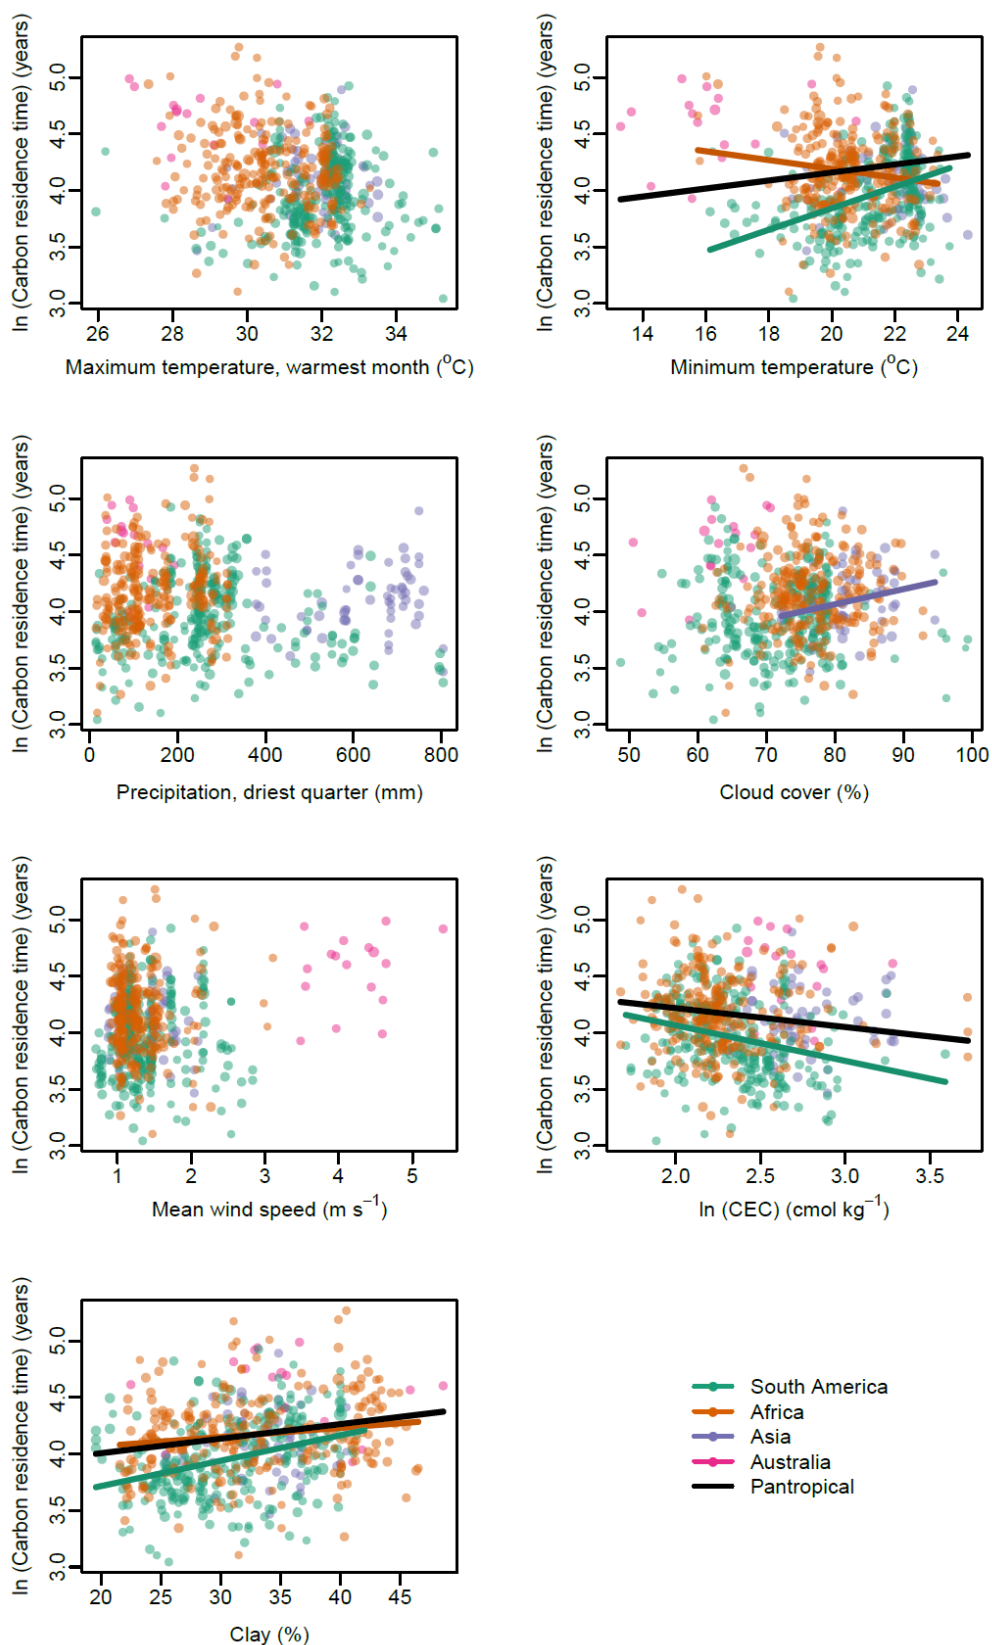 ln (Carbon residence time) (years)
5.0
4.5
4.0
3.5
3.0
26 28 30 32 34
Maximum temperature, warmest month (°C)
ln (Carbon residence time) (years)
5.0
4.5
4.0
3.5
3.0
14 16 18 20 22 24
Minimum temperature (°C)
ln (Carbon residence time) (years)
5.0
4.5
4.0
3.5
3.0
0 200 400 600 800
Precipitation, driest quarter (mm)
ln (Carbon residence time) (years)
5.0
4.5
4.0
3.5
3.0
50 60 70 80 90 100
Cloud cover (%)
ln (Carbon residence time) (years)
5.0
4.5
4.0
3.5
3.0
1 2 3 4 5
Mean wind speed (m s⁻¹)
ln (Carbon residence time) (years)
5.0
4.5
4.0
3.5
3.0
2.0 2.5 3.0 3.5
ln (CEC) (cmol kg⁻¹)
ln (Carbon residence time) (years)
5.0
4.5
4.0
3.5
3.0
20 25 30 35 40 45
Clay (%)
South America
Africa
Asia
Australia
Pantropical